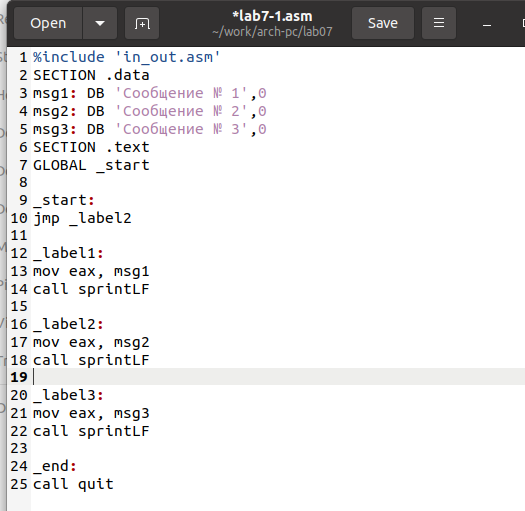 Open
*lab7-1.asm
~/work/arch-pc/lab07
Save
1 %include 'in_out.asm'
2 SECTION .data
3 msg1: DB 'Сообщение № 1',0
4 msg2: DB 'Сообщение № 2',0
5 msg3: DB 'Сообщение № 3',0
6 SECTION .text
7 GLOBAL _start
8
9 _start:
10 jmp _label2
11
12 _label1:
13 mov eax, msg1
14 call sprintLF
15
16 _label2:
17 mov eax, msg2
18 call sprintLF
19
20 _label3:
21 mov eax, msg3
22 call sprintLF
23
24 _end:
25 call quit